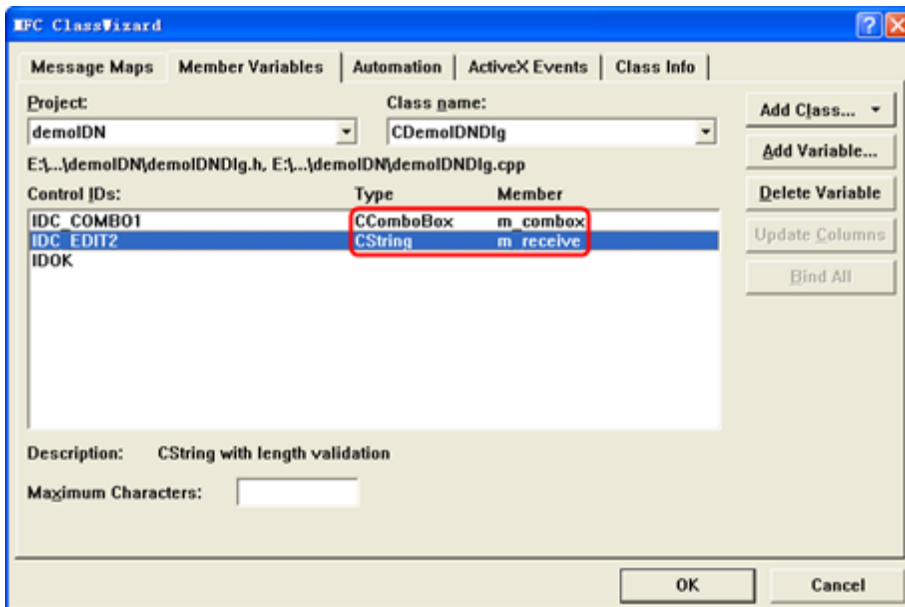 MFC ClassWizard
Message Maps Member Variables Automation ActiveX Events Class Info
Project: Class name:
demoIDN CDemoIDNDlg
E:\...\demoIDN\demoIDNDlg.h, E:\...\demoIDN\demoIDNDlg.cpp
Control IDs: Type Member
IDC_COMBO1 CComboBox m_combox
IDC_EDIT2 CString m_receive
IDOK
Add Class...
Add Variable...
Delete Variable
Update Columns
Bind All
Description: CString with length validation
Maximum Characters:
OK Cancel